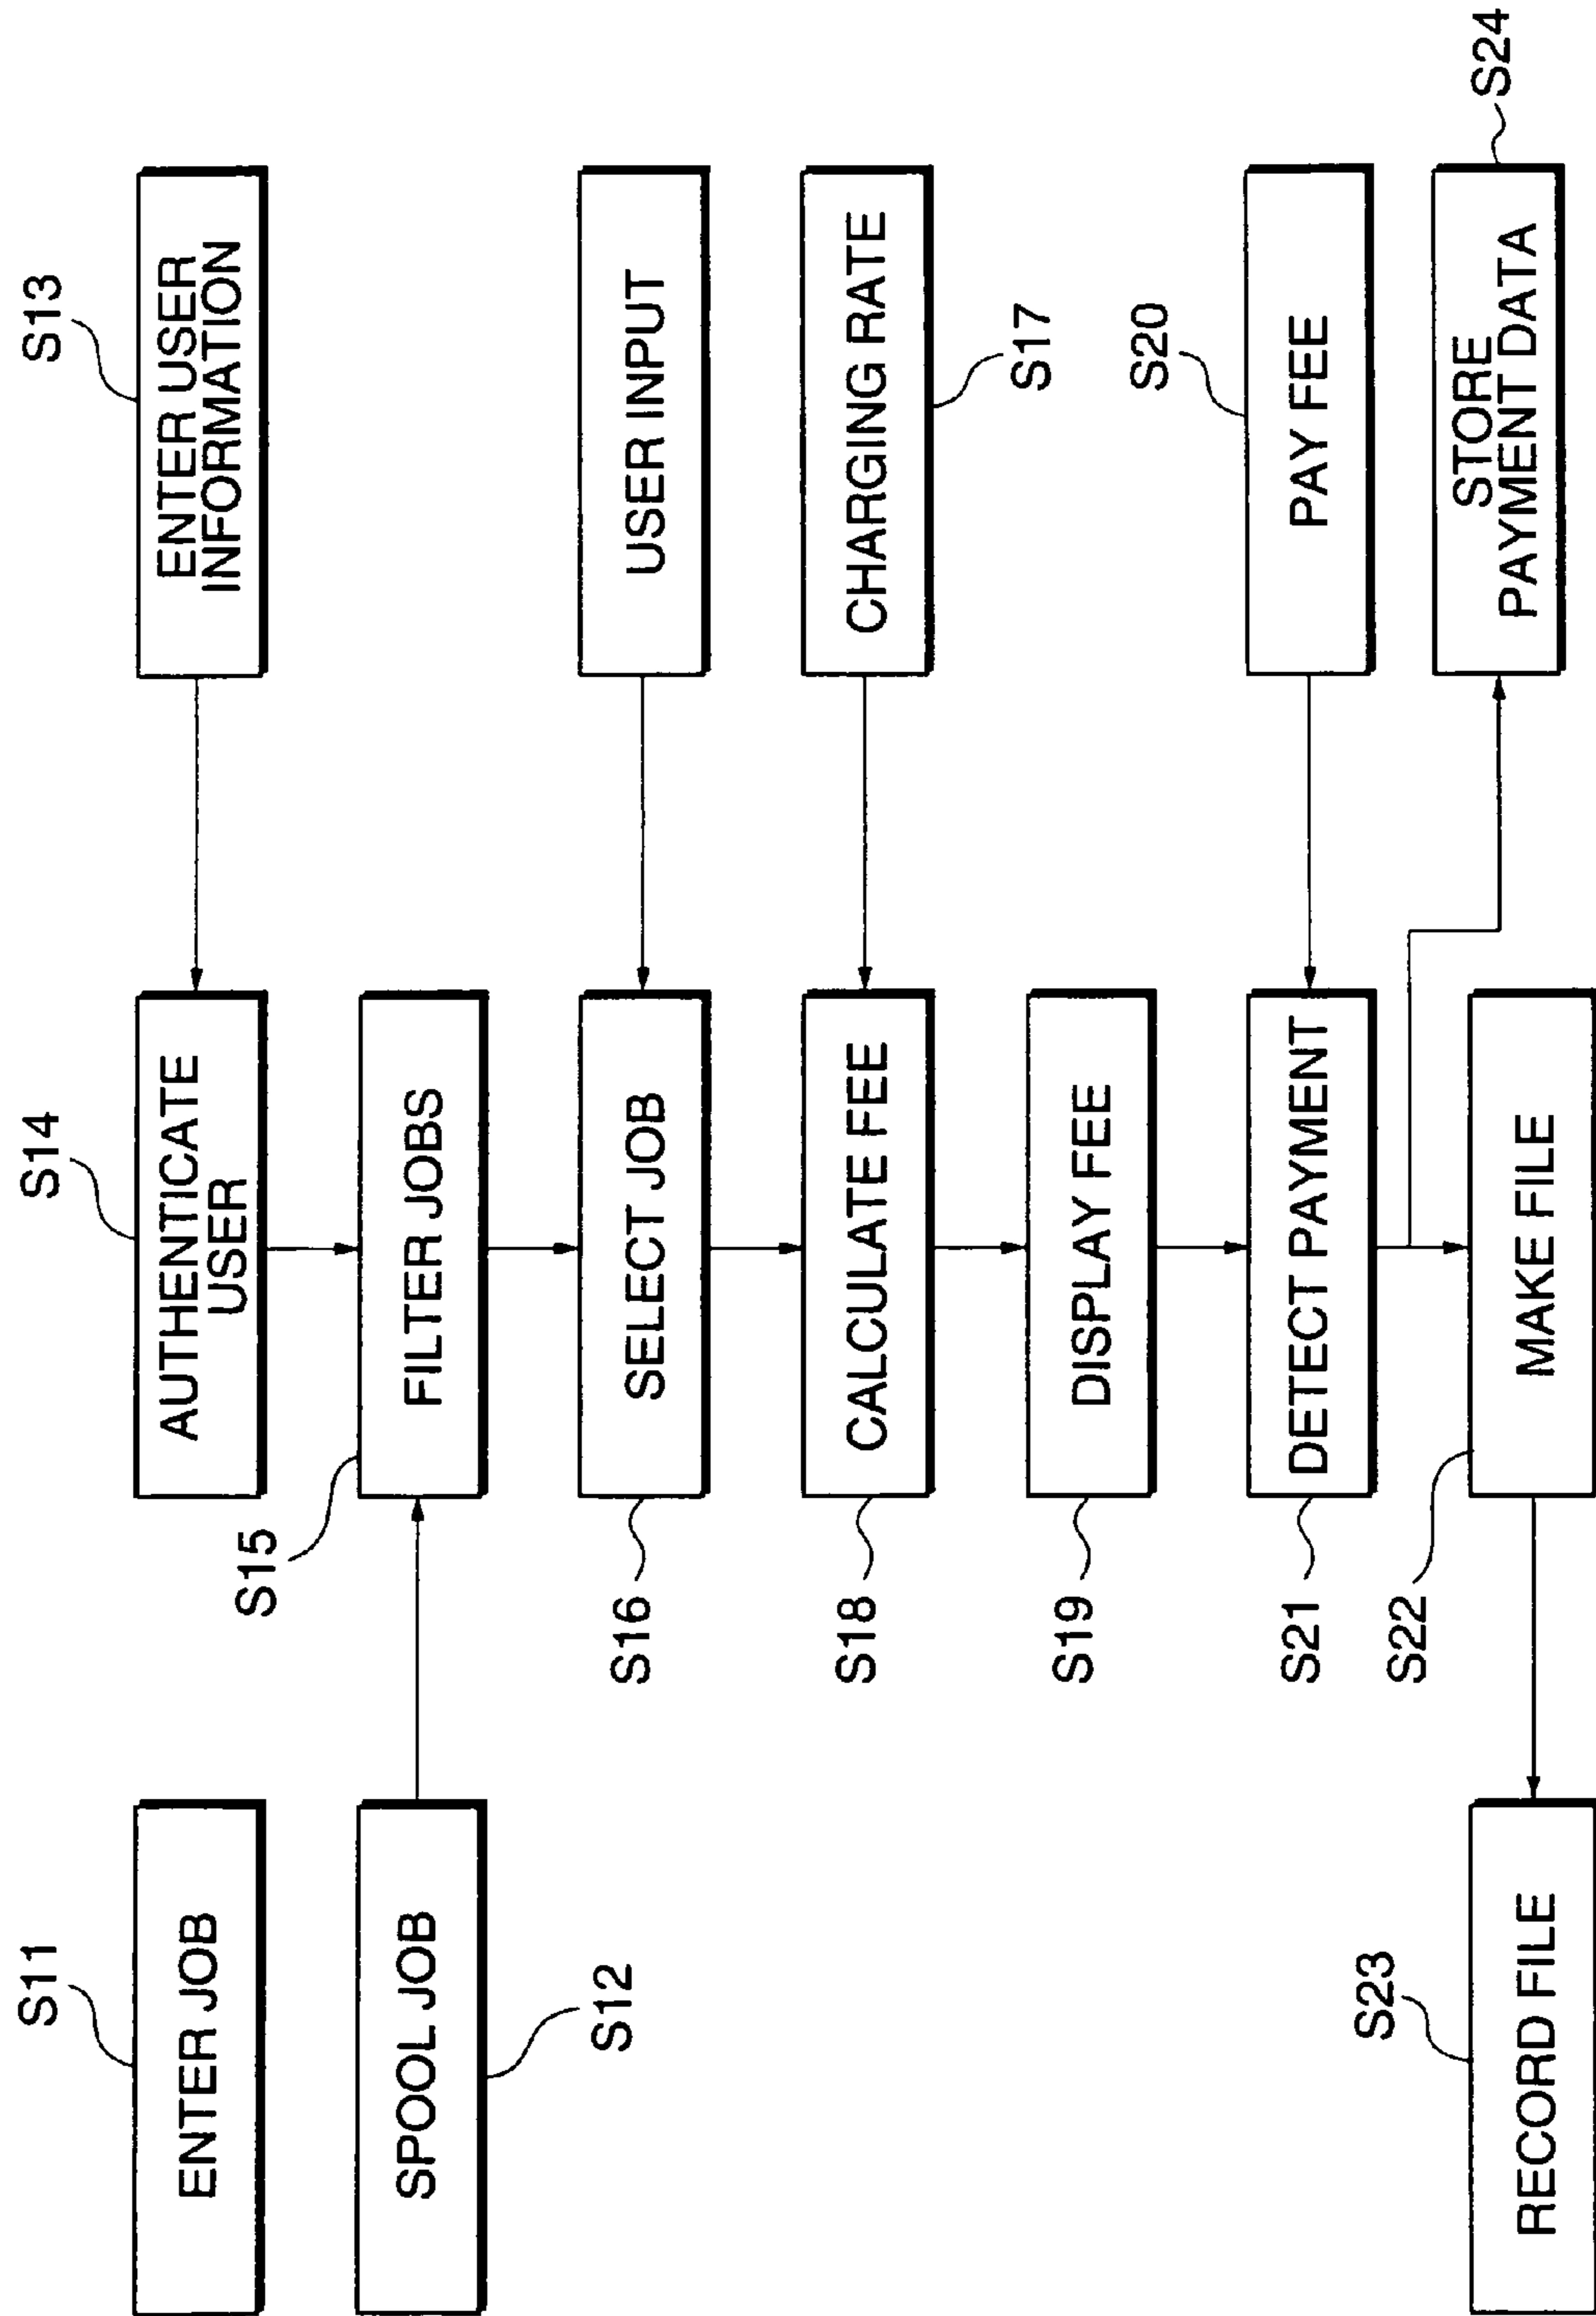 S11
ENTER JOB
SPOOL JOB
S12
S14
AUTHENTICATE
USER
S13
ENTER USER
INFORMATION
S15
FILTER JOBS
S16
SELECT JOB
USER INPUT
S18
CALCULATE FEE
CHARGING RATE
S17
S19
DISPLAY FEE
S20
PAY FEE
S21
DETECT PAYMENT
S22
MAKE FILE
STORE
PAYMENT DATA
S24
S23
RECORD FILE